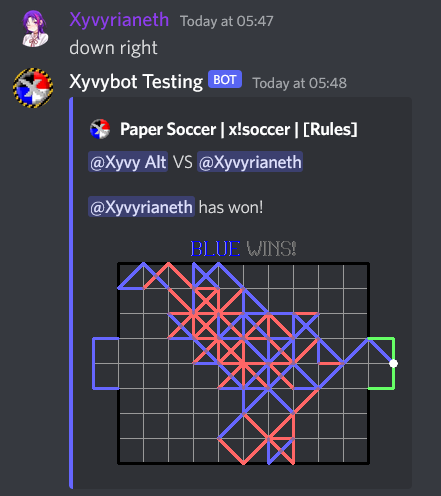 Xyvyrianeth Today at 05:47
down right
Xyvybot Testing BOT Today at 05:48
Paper Soccer | x!soccer | [Rules]
@Xyvy Alt VS @Xyvyrianeth
@Xyvyrianeth has won!
BLUE WINS!